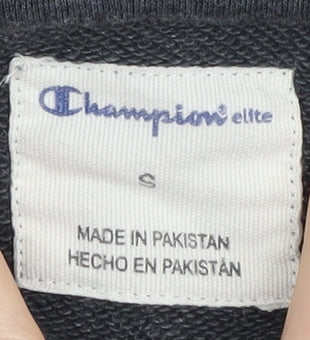 Champion elite
S
MADE IN PAKISTAN
HECHO EN PAKISTÁN